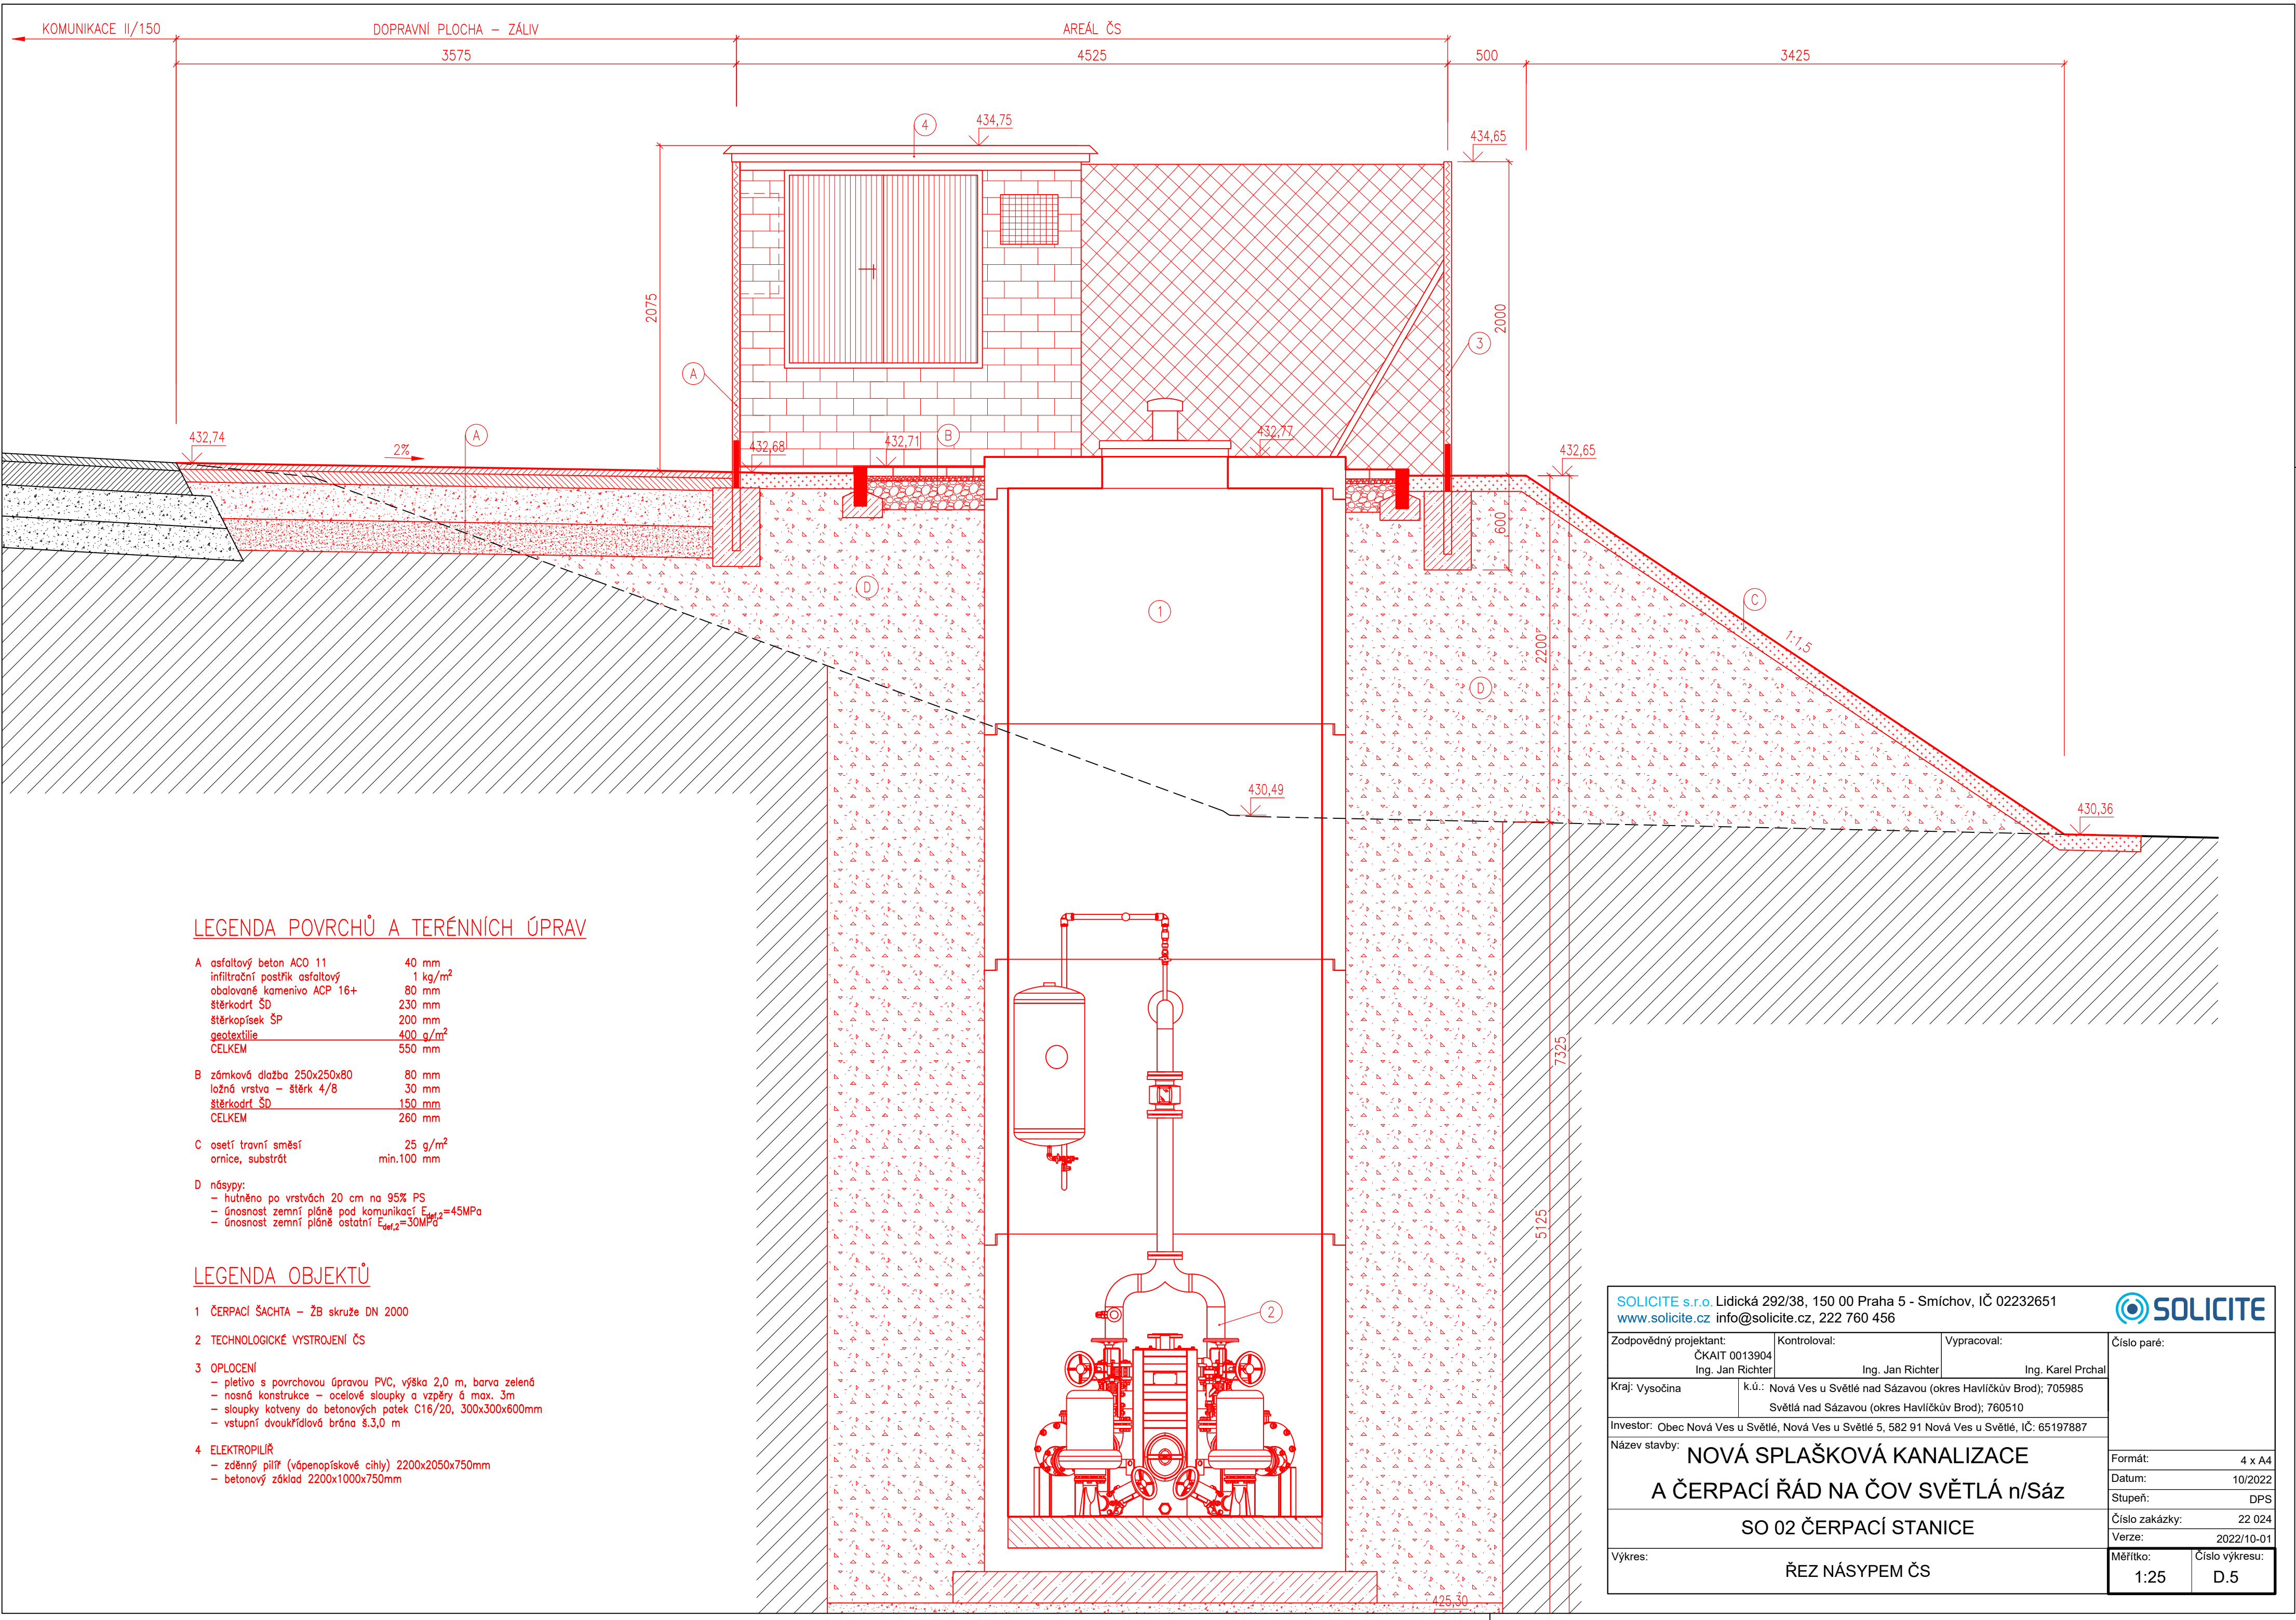 KOMUNIKACE II/150
DOPRAVNÍ PLOCHA – ZÁLIV
AREÁL ČS
3575
4525
500
3425
4
434,75
434,65
2075
2000
3
A
432,74
2%
A
432,68
432,71
B
432,77
432,65
600
D
1
C
1:1,5
2200
D
430,49
430,36
7325
5125
2
425,30
LEGENDA POVRCHŮ A TERÉNNÍCH ÚPRAV
A asfaltový beton ACO 11 40 mm
infiltrační postřik asfaltový 1 kg/m²
obalované kamenivo ACP 16+ 80 mm
štěrkodrť ŠD 230 mm
štěrkopísek ŠP 200 mm
geotextilie 400 g/m²
CELKEM 550 mm
B zámková dlažba 250x250x80 80 mm
ložná vrstva – štěrk 4/8 30 mm
štěrkodrť ŠD 150 mm
CELKEM 260 mm
C osetí travní směsí 25 g/m²
ornice, substrát min.100 mm
D násypy:
– hutněno po vrstvách 20 cm na 95% PS
– únosnost zemní pláně pod komunikací Edef,2=45MPa
– únosnost zemní pláně ostatní Edef,2=30MPa
LEGENDA OBJEKTŮ
1 ČERPACÍ ŠACHTA – ŽB skruže DN 2000
2 TECHNOLOGICKÉ VYSTROJENÍ ČS
3 OPLOCENÍ
– pletivo s povrchovou úpravou PVC, výška 2,0 m, barva zelená
– nosná konstrukce – ocelové sloupky a vzpěry á max. 3m
– sloupky kotveny do betonových patek C16/20, 300x300x600mm
– vstupní dvoukřídlová brána š.3,0 m
4 ELEKTROPILÍŘ
– zděnný pilíř (vápenopískové cihly) 2200x2050x750mm
– betonový základ 2200x1000x750mm
SOLICITE s.r.o. Lidická 292/38, 150 00 Praha 5 - Smíchov, IČ 02232651
www.solicite.cz info@solicite.cz, 222 760 456
SOLICITE
Zodpovědný projektant: Kontroloval: Vypracoval: Číslo paré:
ČKAIT 0013904
Ing. Jan Richter Ing. Jan Richter Ing. Karel Prchal
Kraj: Vysočina k.ú.: Nová Ves u Světlé nad Sázavou (okres Havlíčkův Brod); 705985
Světlá nad Sázavou (okres Havlíčkův Brod); 760510
Investor: Obec Nová Ves u Světlé, Nová Ves u Světlé 5, 582 91 Nová Ves u Světlé, IČ: 65197887
Název stavby: NOVÁ SPLAŠKOVÁ KANALIZACE
A ČERPACÍ ŘÁD NA ČOV SVĚTLÁ n/Sáz
SO 02 ČERPACÍ STANICE
Výkres: ŘEZ NÁSYPEM ČS
Formát: 4 x A4
Datum: 10/2022
Stupeň: DPS
Číslo zakázky: 22 024
Verze: 2022/10-01
Měřítko: Číslo výkresu:
1:25 D.5